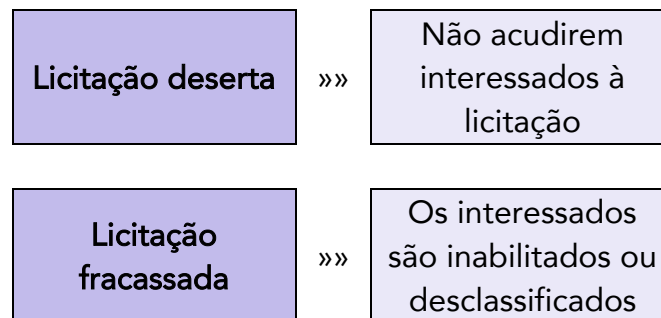 Licitação deserta
»»
Não acudirem
interessados à
licitação
Licitação
fracassada
»»
Os interessados
são inabilitados ou
desclassificados